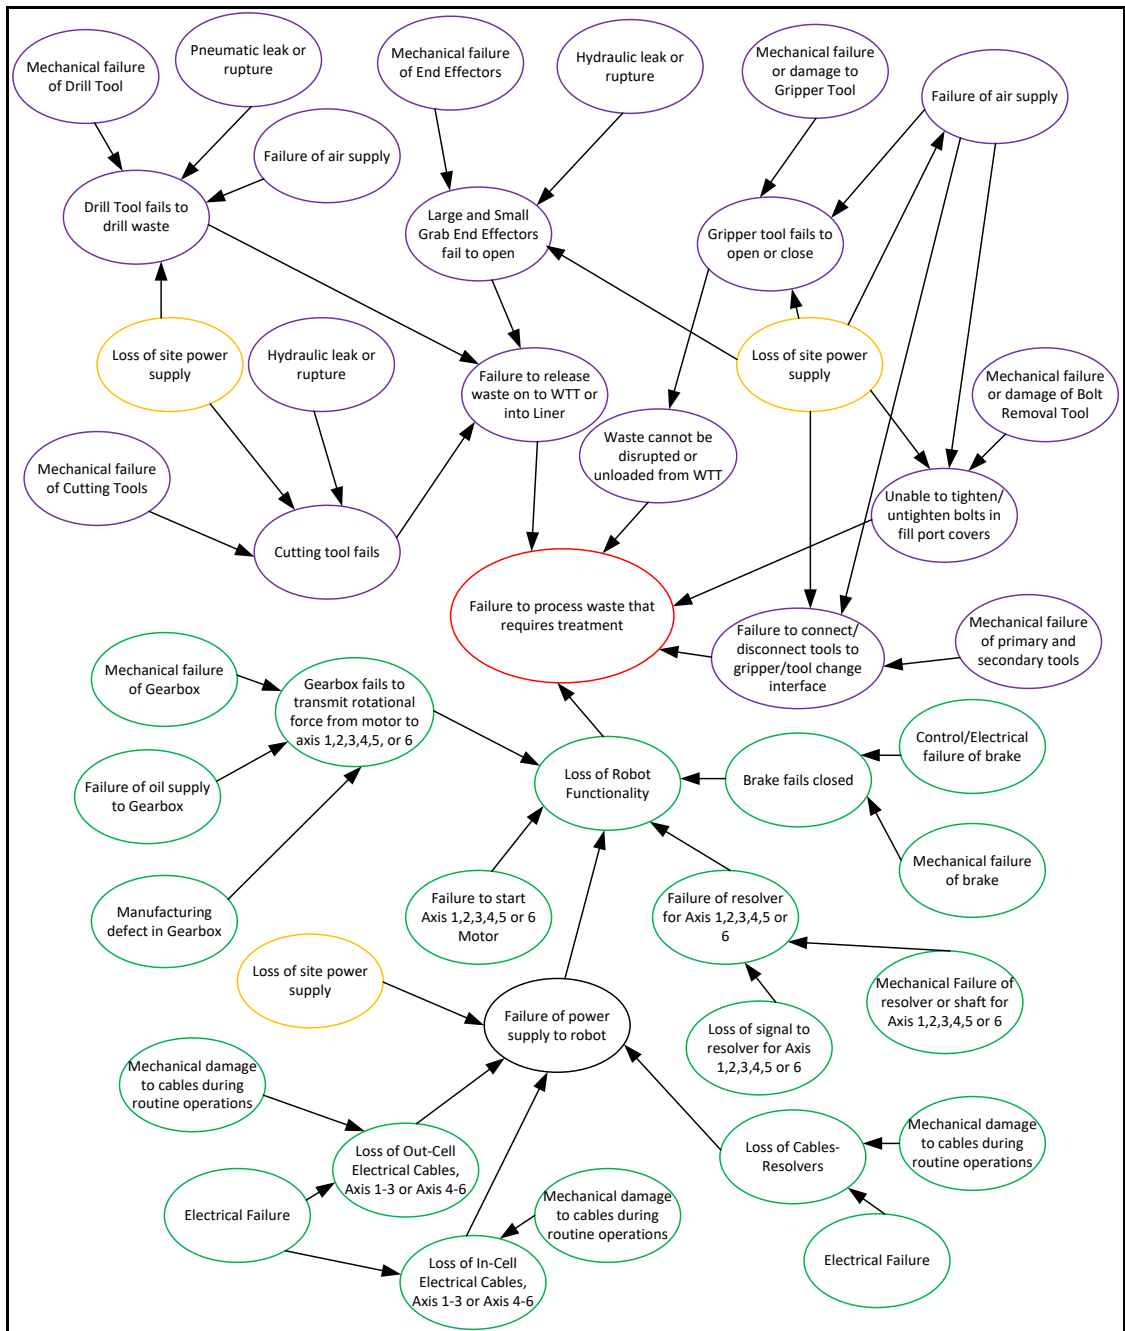 Mechanical failure
of Drill Tool
Pneumatic leak or
rupture
Mechanical failure
of End Effectors
Hydraulic leak or
rupture
Mechanical failure
or damage to
Gripper Tool
Failure of air supply
Failure of air supply
Drill Tool fails to
drill waste
Large and Small
Grab End Effectors
fail to open
Gripper tool fails to
open or close
Loss of site power
supply
Hydraulic leak or
rupture
Failure to release
waste on to WTT or
into Liner
Loss of site power
supply
Mechanical failure
or damage of Bolt
Removal Tool
Waste cannot be
disrupted or
unloaded from WTT
Mechanical failure
of Cutting Tools
Unable to tighten/
untighten bolts in
fill port covers
Cutting tool fails
Failure to process waste that
requires treatment
Failure to connect/
disconnect tools to
gripper/tool change
interface
Mechanical failure
of primary and
secondary tools
Mechanical failure
of Gearbox
Gearbox fails to
transmit rotational
force from motor to
axis 1,2,3,4,5, or 6
Control/Electrical
failure of brake
Failure of oil supply
to Gearbox
Loss of Robot
Functionality
Brake fails closed
Mechanical failure
of brake
Manufacturing
defect in Gearbox
Failure to start
Axis 1,2,3,4,5 or 6
Motor
Failure of resolver
for Axis 1,2,3,4,5 or
6
Loss of site power
supply
Failure of power
supply to robot
Loss of signal to
resolver for Axis
1,2,3,4,5 or 6
Mechanical Failure of
resolver or shaft for
Axis 1,2,3,4,5 or 6
Mechanical damage
to cables during
routine operations
Loss of Out-Cell
Electrical Cables,
Axis 1-3 or Axis 4-6
Loss of Cables-
Resolvers
Mechanical damage
to cables during
routine operations
Electrical Failure
Mechanical damage
to cables during
routine operations
Loss of In-Cell
Electrical Cables,
Axis 1-3 or Axis 4-6
Electrical Failure